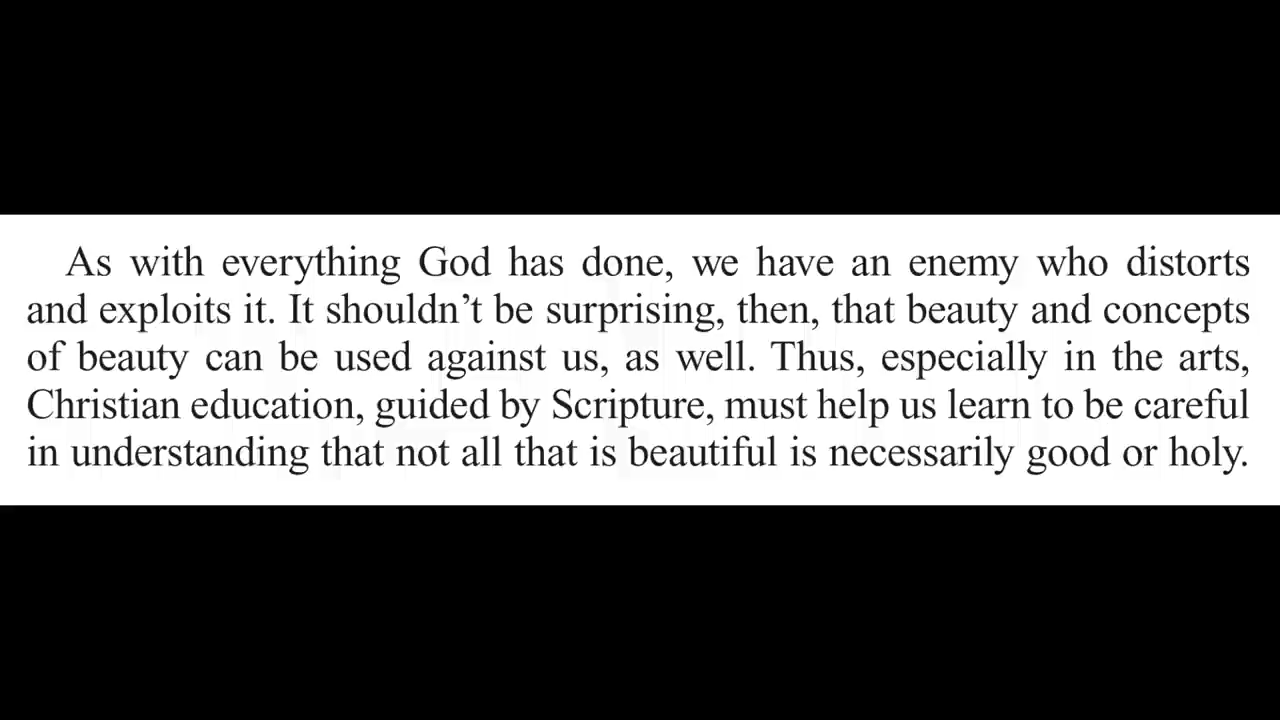 As with everything God has done, we have an enemy who distorts
and exploits it. It shouldn’t be surprising, then, that beauty and concepts
of beauty can be used against us, as well. Thus, especially in the arts,
Christian education, guided by Scripture, must help us learn to be careful
in understanding that not all that is beautiful is necessarily good or holy.